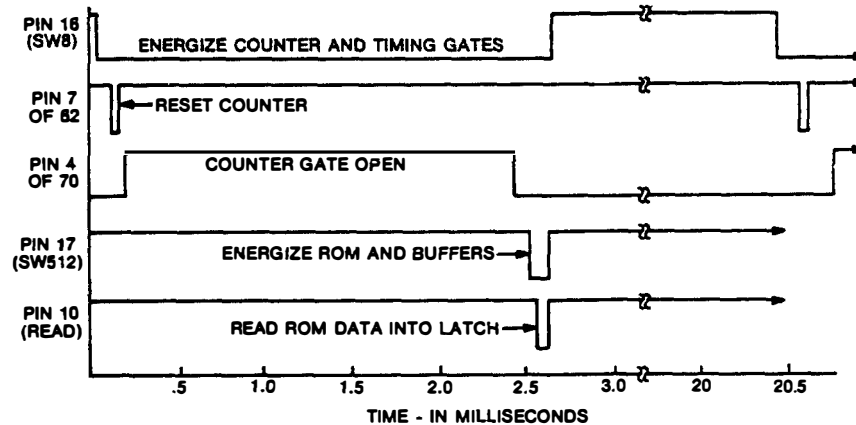 PIN 16
(SW8)
ENERGIZE COUNTER AND TIMING GATES
PIN 7
OF 62
RESET COUNTER
PIN 4
OF 70
COUNTER GATE OPEN
PIN 17
(SW512)
ENERGIZE ROM AND BUFFERS
PIN 10
(READ)
READ ROM DATA INTO LATCH
.5 1.0 1.5 2.0 2.5 3.0 20 20.5
TIME - IN MILLISECONDS